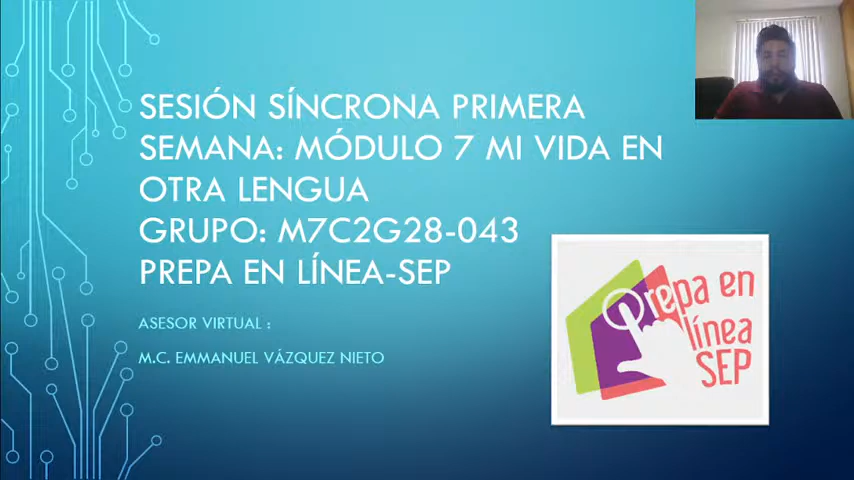 SESIÓN SÍNCRONA PRIMERA
SEMANA: MÓDULO 7 MI VIDA EN
OTRA LENGUA
GRUPO: M7C2G28-043
PREPA EN LÍNEA-SEP
ASESOR VIRTUAL :
M.C. EMMANUEL VÁZQUEZ NIETO
Prepa en
línea
SEP